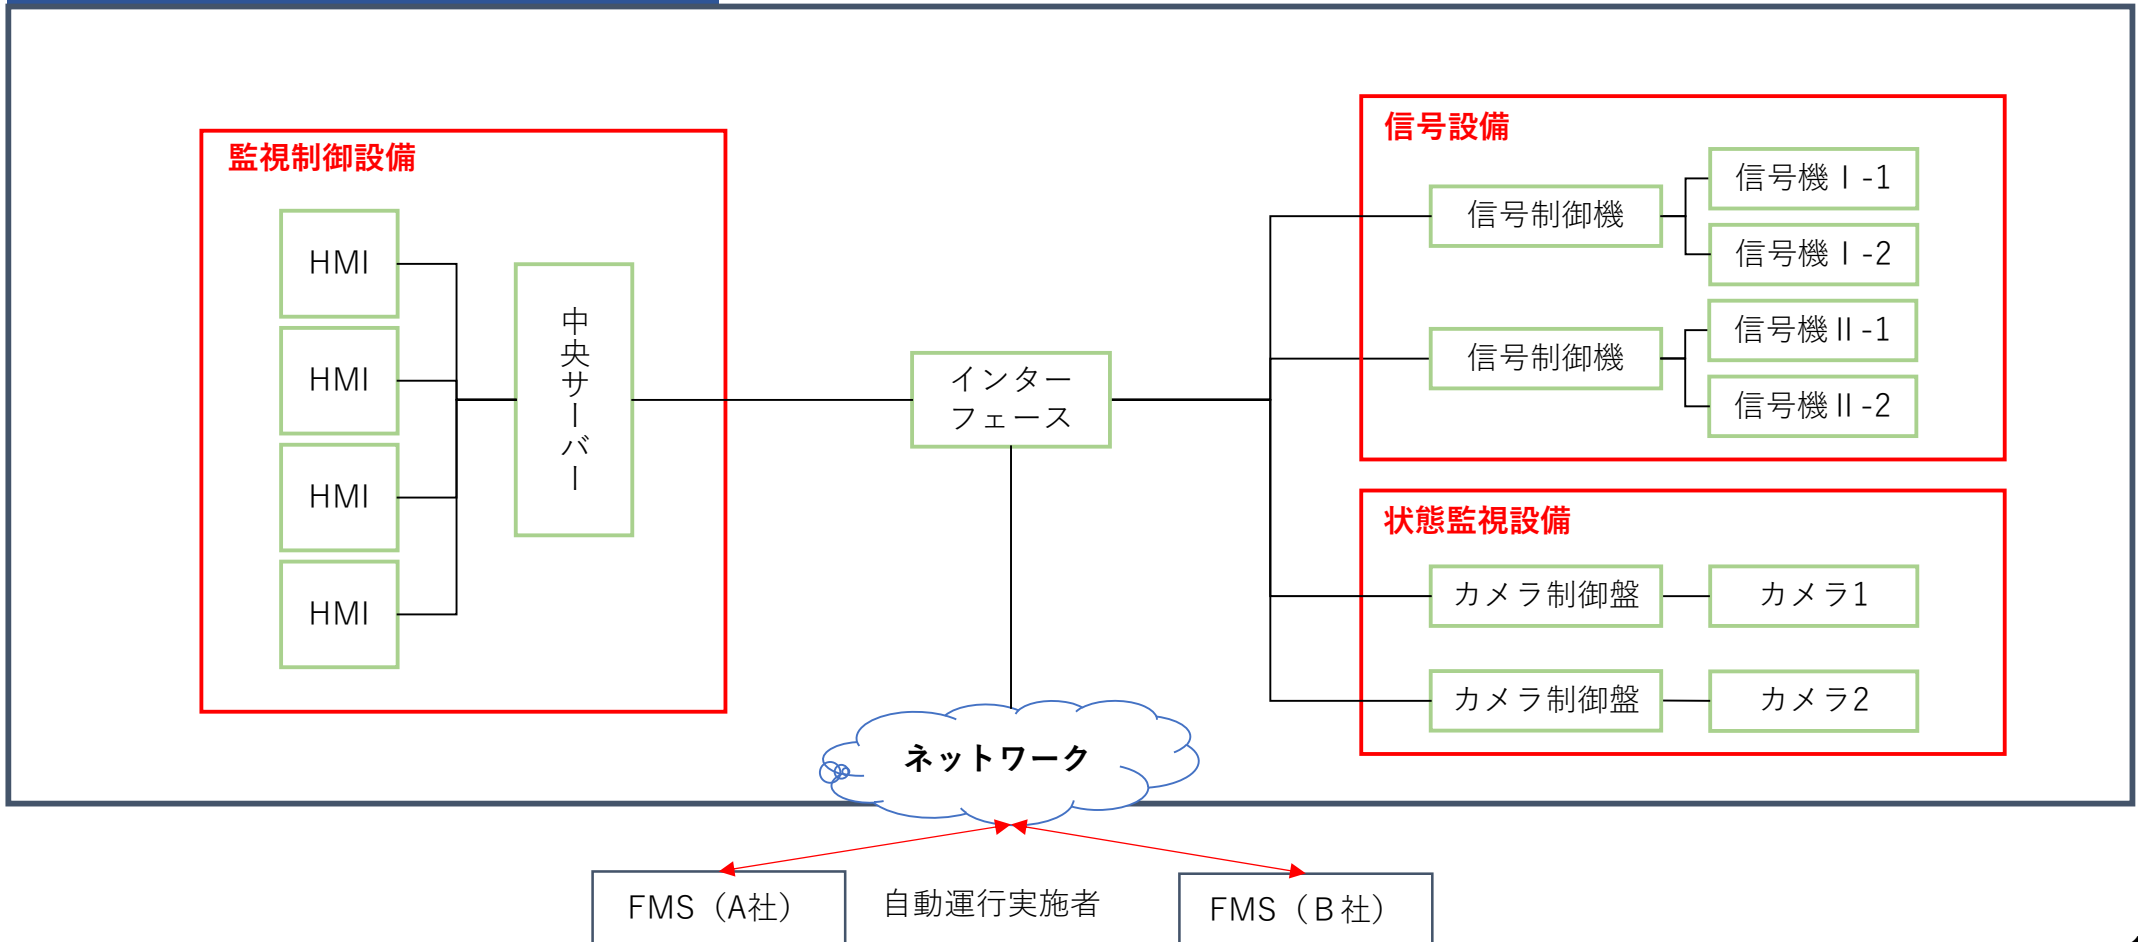 監視制御設備
HMI
HMI
HMI
HMI
中央サーバー
インター
フェース
信号設備
信号制御機
信号機Ⅰ-1
信号機Ⅰ-2
信号制御機
信号機Ⅱ-1
信号機Ⅱ-2
状態監視設備
カメラ制御盤
カメラ1
カメラ制御盤
カメラ2
ネットワーク
FMS（A社）
自動運行実施者
FMS（B社）